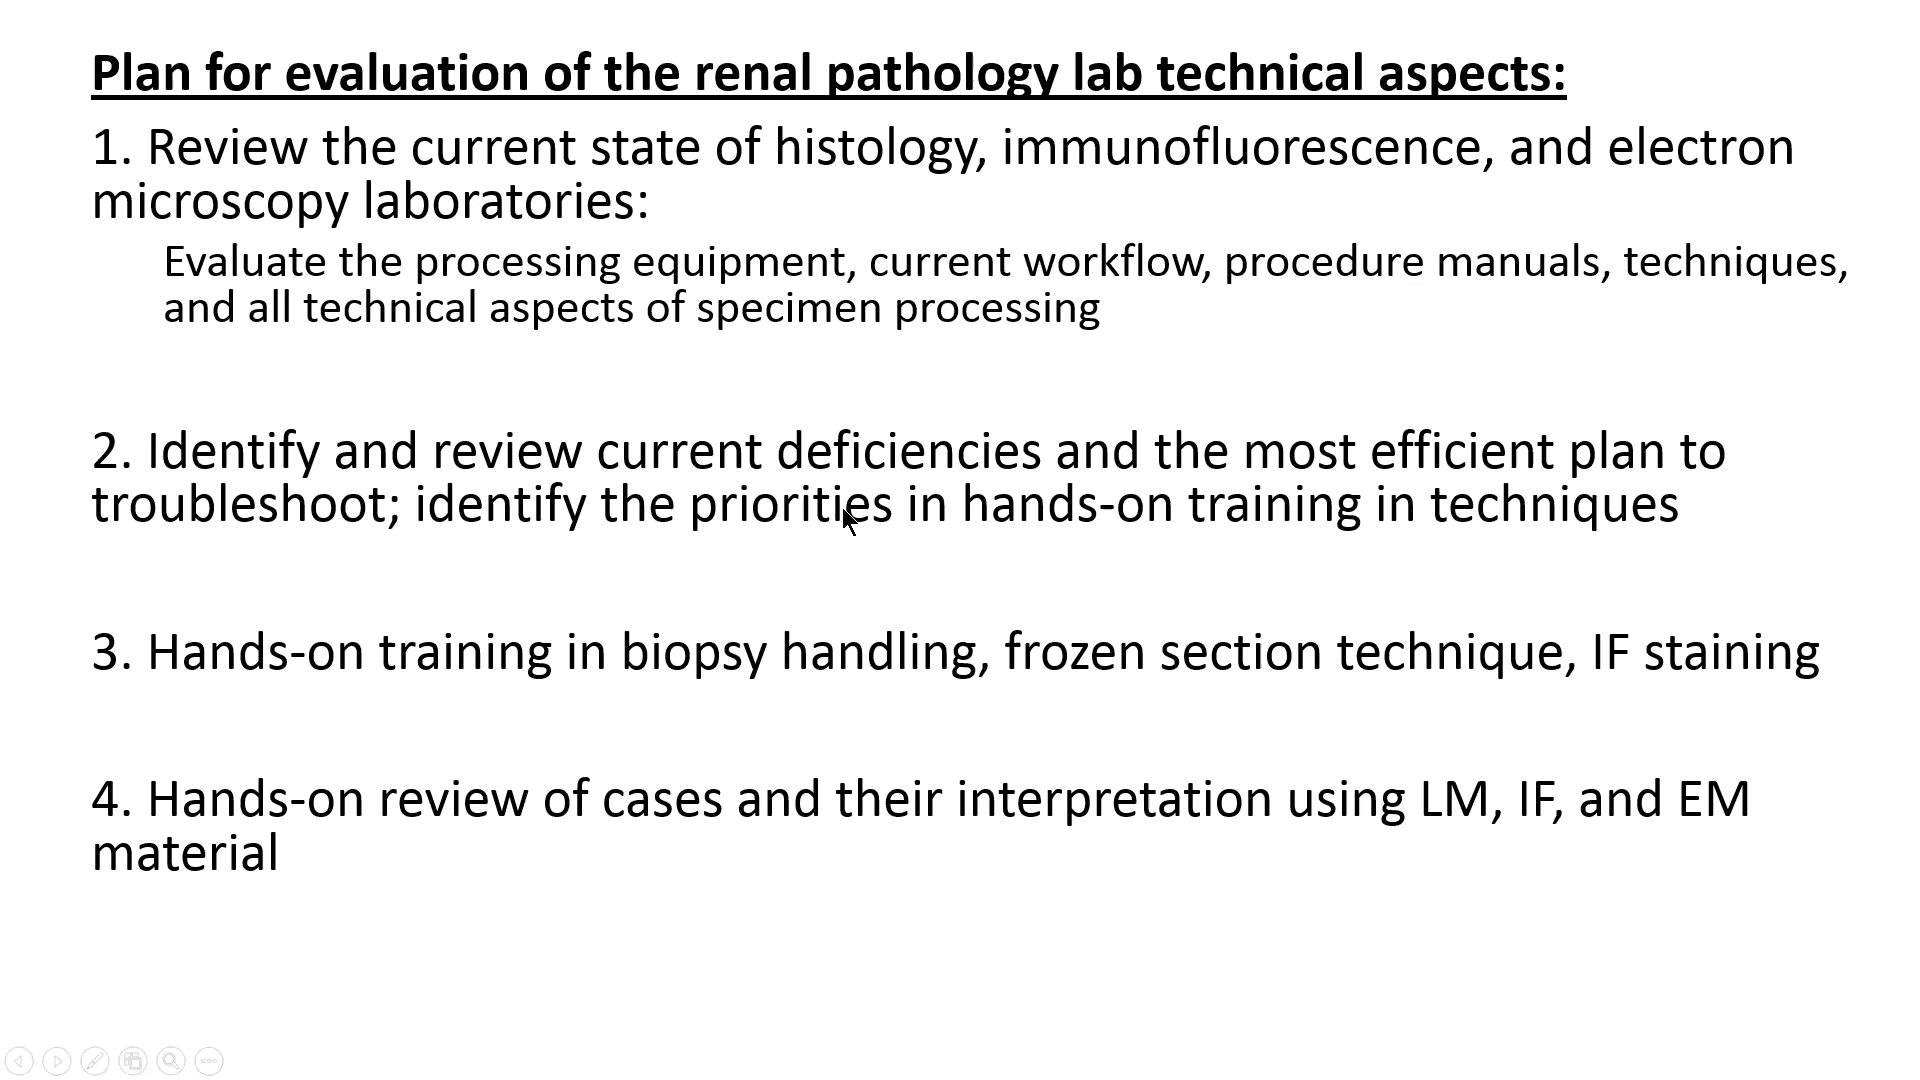 Plan for evaluation of the renal pathology lab technical aspects:
1. Review the current state of histology, immunofluorescence, and electron
microscopy laboratories:
Evaluate the processing equipment, current workflow, procedure manuals, techniques,
and all technical aspects of specimen processing
2. Identify and review current deficiencies and the most efficient plan to
troubleshoot; identify the priorities in hands-on training in techniques
3. Hands-on training in biopsy handling, frozen section technique, IF staining
4. Hands-on review of cases and their interpretation using LM, IF, and EM
material